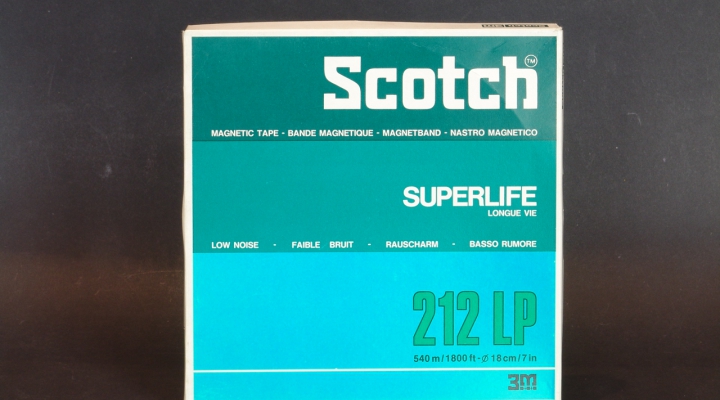 Scotch™
MAGNETIC TAPE - BANDE MAGNETIQUE - MAGNETBAND - NASTRO MAGNETICO
SUPERLIFE
LONGUE VIE
LOW NOISE - FAIBLE BRUIT - RAUSCHARM - BASSO RUMORE
212 LP
540 m / 1800 ft - ∅ 18 cm / 7 in
3M